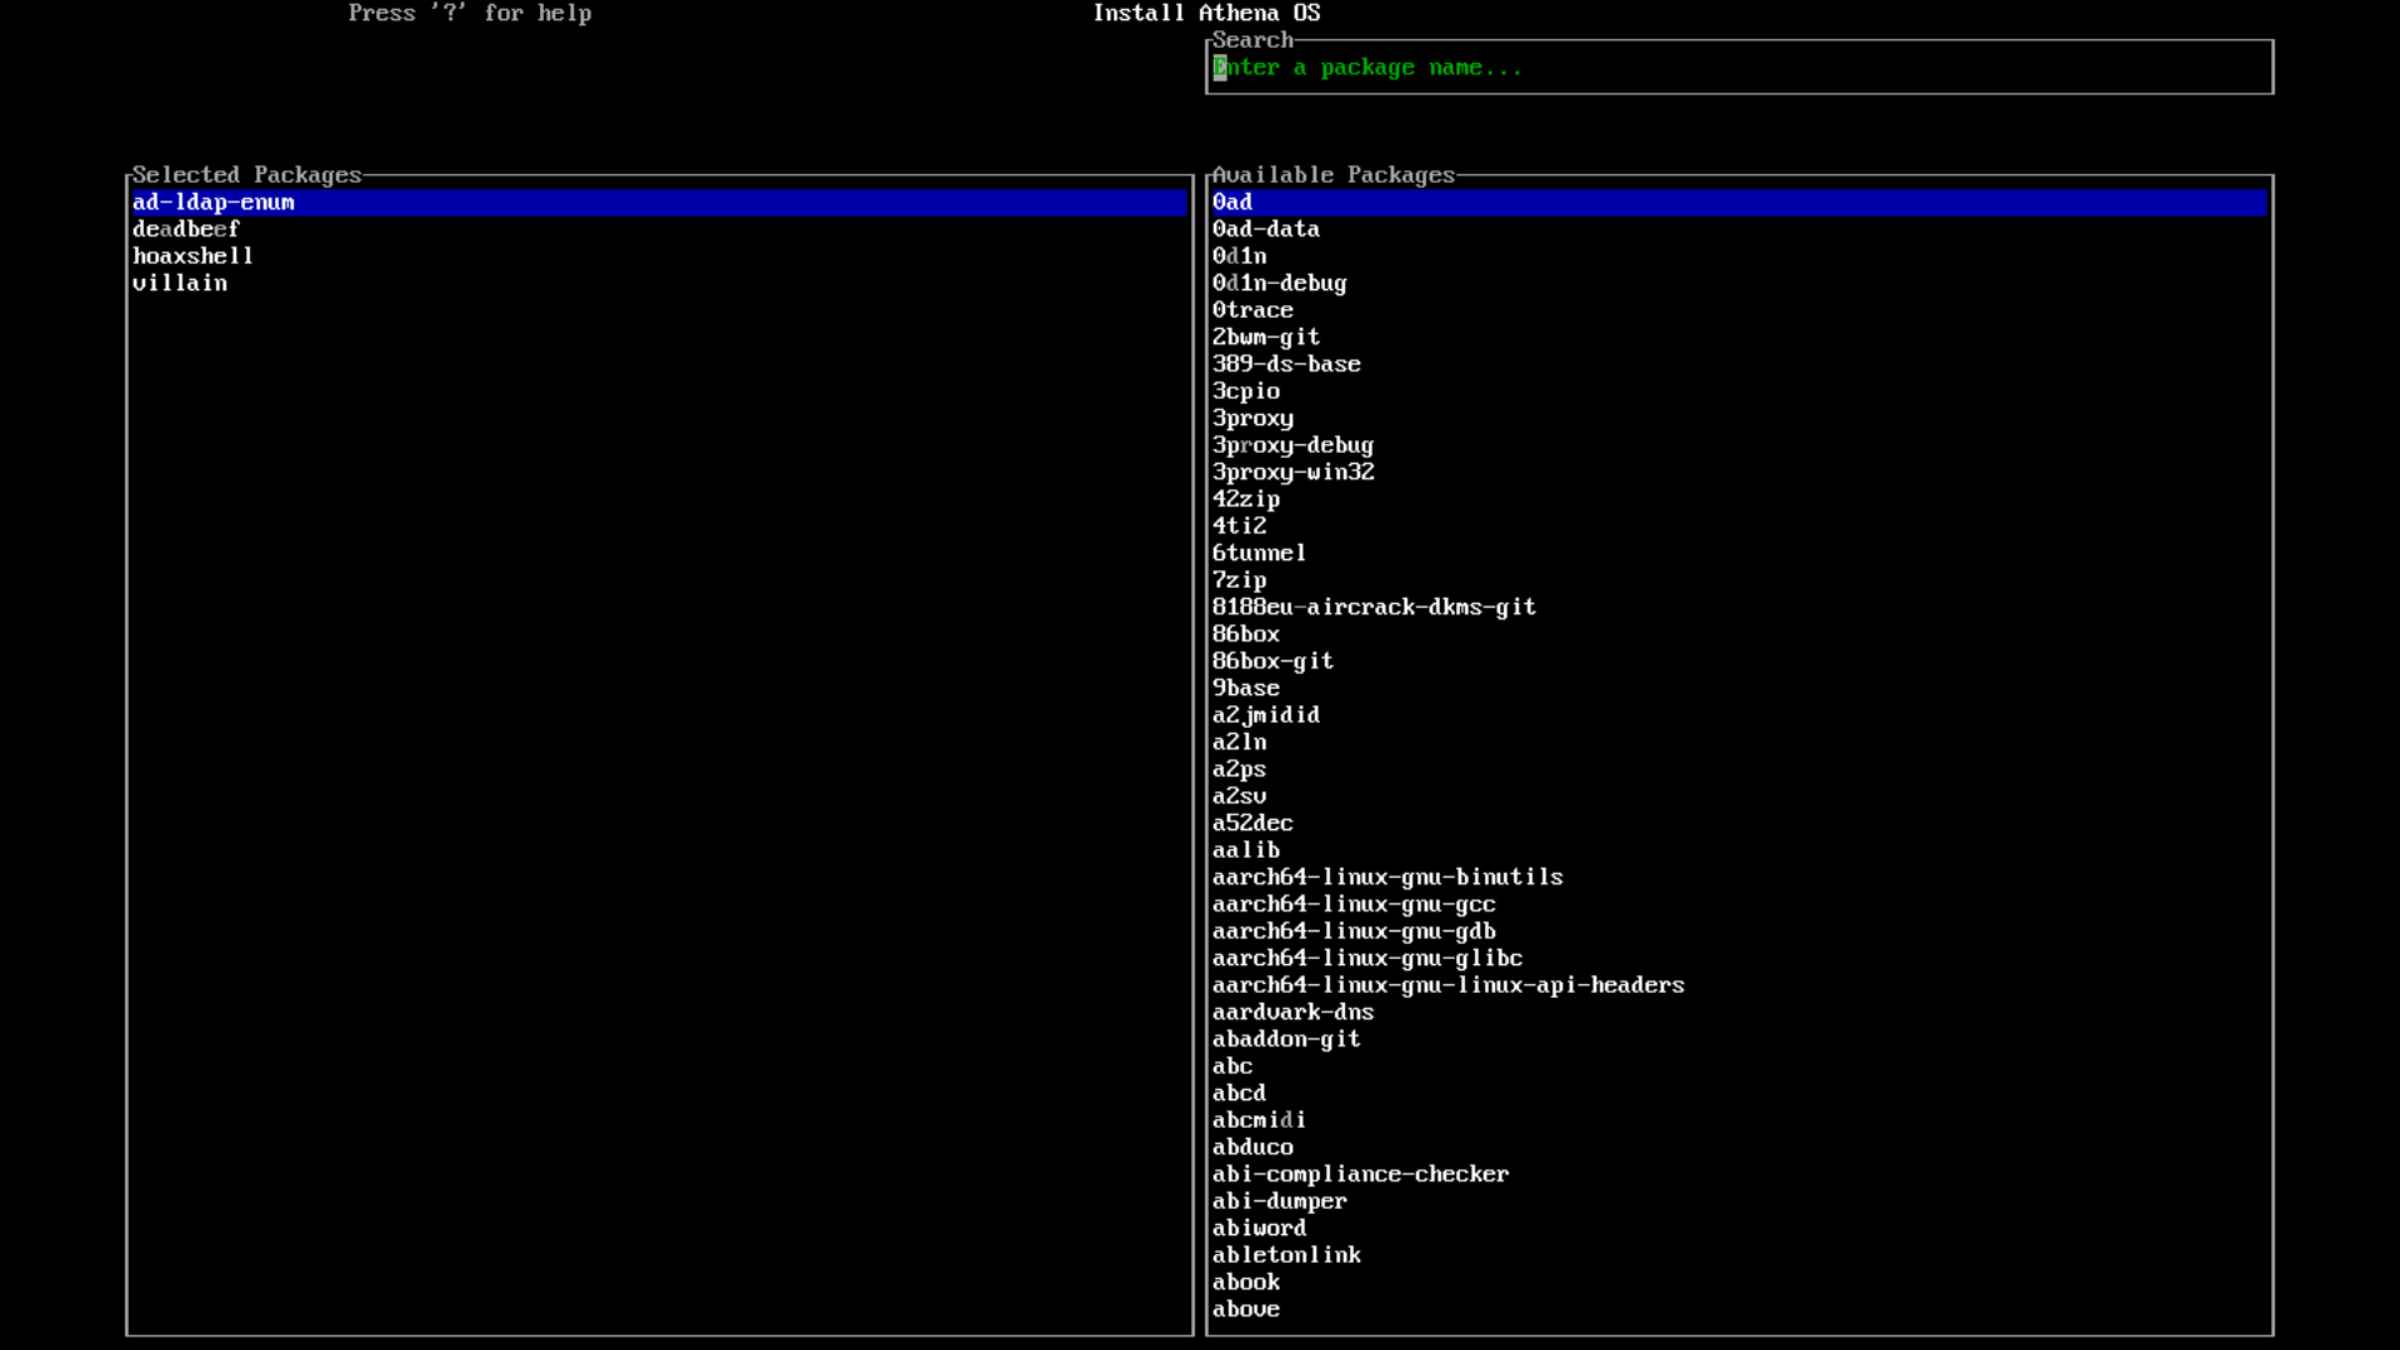 Press '?' for help
Install Athena OS
Search
Enter a package name...
Selected Packages
ad-ldap-enum
deadbeef
hoaxshell
villain
Available Packages
0ad
0ad-data
0d1n
0d1n-debug
0trace
2bwm-git
389-ds-base
3cpio
3proxy
3proxy-debug
3proxy-win32
42zip
4ti2
6tunnel
7zip
8188eu-aircrack-dkms-git
86box
86box-git
9base
a2jmidid
a2ln
a2ps
a2sv
a52dec
aalib
aarch64-linux-gnu-binutils
aarch64-linux-gnu-gcc
aarch64-linux-gnu-gdb
aarch64-linux-gnu-glibc
aarch64-linux-gnu-linux-api-headers
aardvark-dns
abaddon-git
abc
abcd
abcmidi
abduco
abi-compliance-checker
abi-dumper
abiword
abletonlink
abook
above